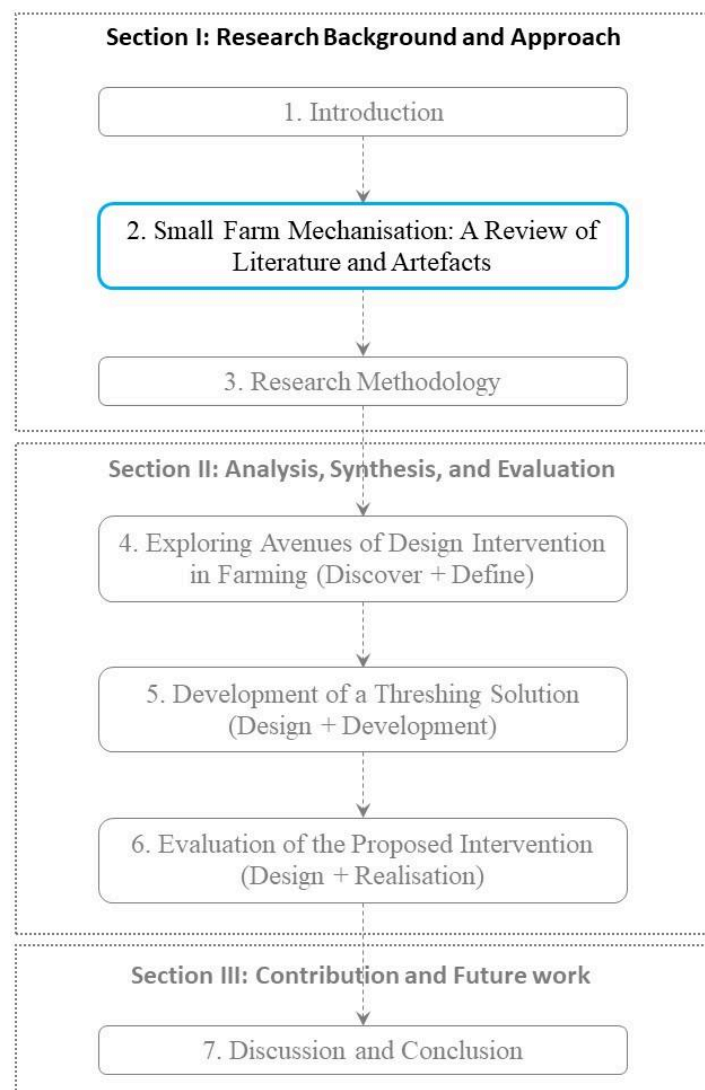 Section I: Research Background and Approach
1. Introduction
2. Small Farm Mechanisation: A Review of
Literature and Artefacts
3. Research Methodology
Section II: Analysis, Synthesis, and Evaluation
4. Exploring Avenues of Design Intervention
in Farming (Discover + Define)
5. Development of a Threshing Solution
(Design + Development)
6. Evaluation of the Proposed Intervention
(Design + Realisation)
Section III: Contribution and Future work
7. Discussion and Conclusion